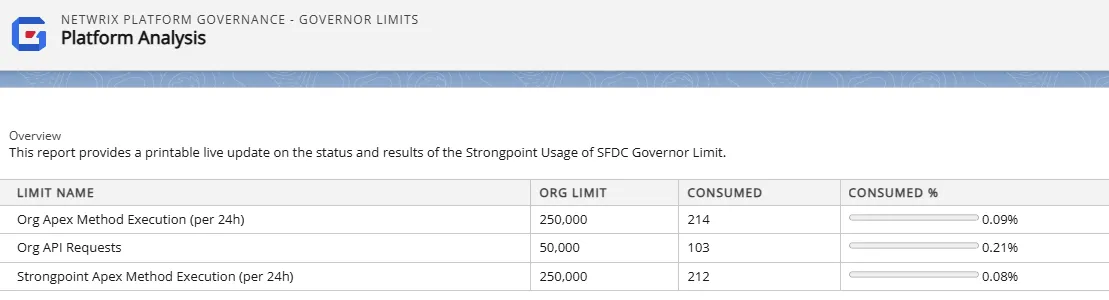 NETWRIX PLATFORM GOVERNANCE - GOVERNOR LIMITS
Platform Analysis
Overview
This report provides a printable live update on the status and results of the Strongpoint Usage of SFDC Governor Limit.
LIMIT NAME ORG LIMIT CONSUMED CONSUMED %
Org Apex Method Execution (per 24h) 250,000 214 0.09%
Org API Requests 50,000 103 0.21%
Strongpoint Apex Method Execution (per 24h) 250,000 212 0.08%